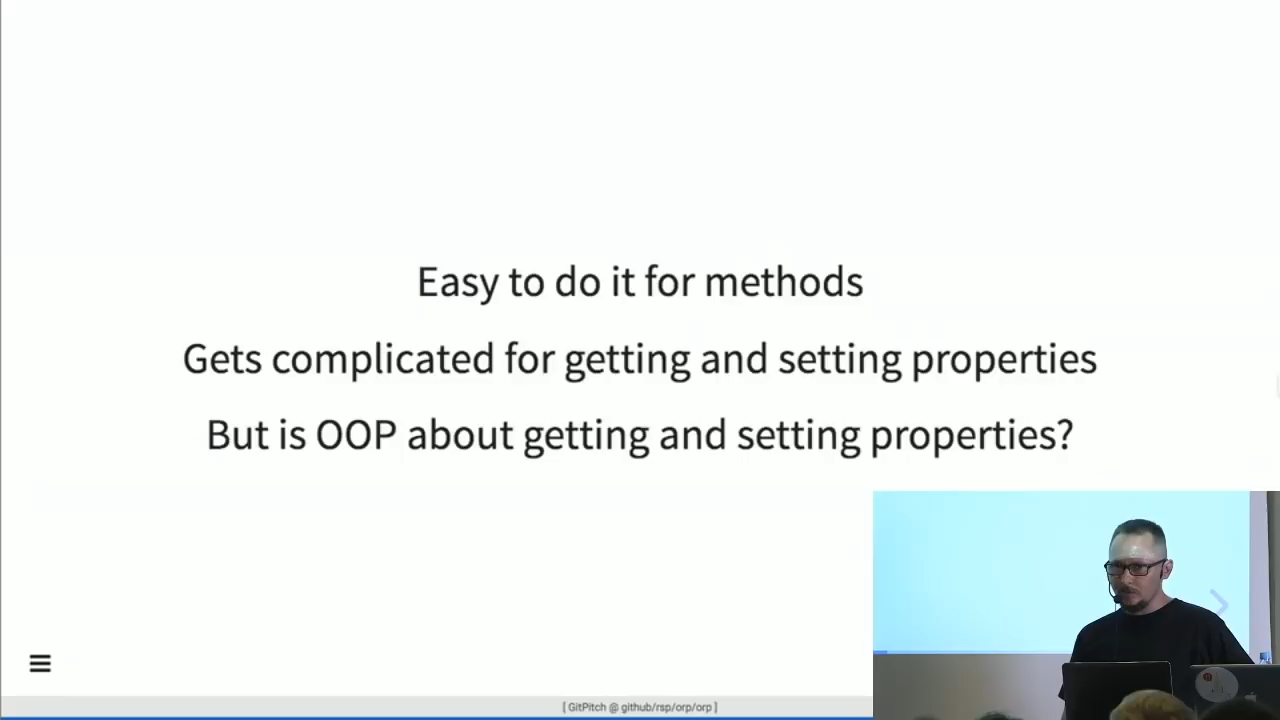 Easy to do it for methods
Gets complicated for getting and setting properties
But is OOP about getting and setting properties?
[ GitPitch @ github/rsp/orp/orp ]